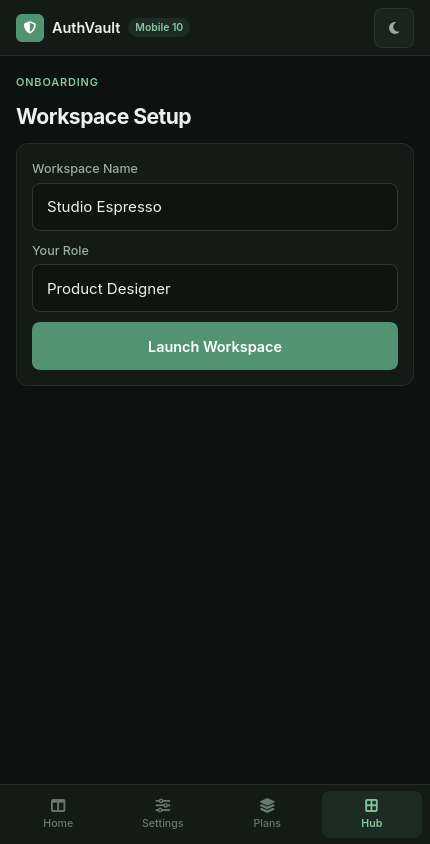 AuthVault
Mobile 10
ONBOARDING
Workspace Setup
Workspace Name
Studio Espresso
Your Role
Product Designer
Launch Workspace
Home
Settings
Plans
Hub